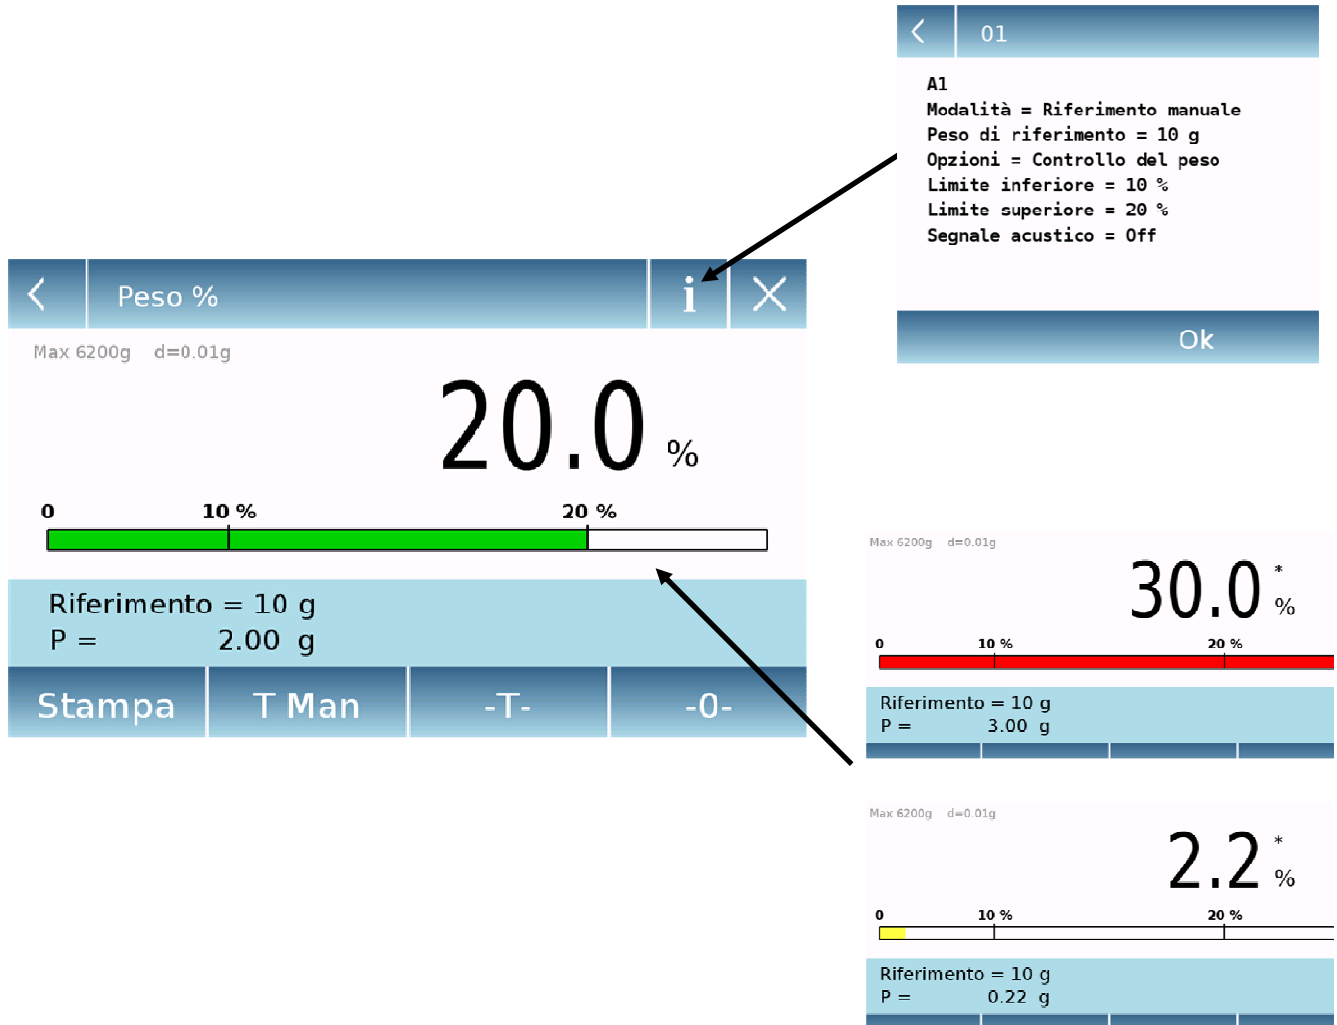 01
A1
Modalità = Riferimento manuale
Peso di riferimento = 10 g
Opzioni = Controllo del peso
Limite inferiore = 10 %
Limite superiore = 20 %
Segnale acustico = Off
Ok
Peso %
i
Max 6200g d=0.01g
20.0 %
0 10 % 20 %
Riferimento = 10 g
P = 2.00 g
Stampa T Man -T- -0-
Max 6200g d=0.01g
30.0 * %
0 10 % 20 %
Riferimento = 10 g
P = 3.00 g
Max 6200g d=0.01g
2.2 * %
0 10 % 20 %
Riferimento = 10 g
P = 0.22 g